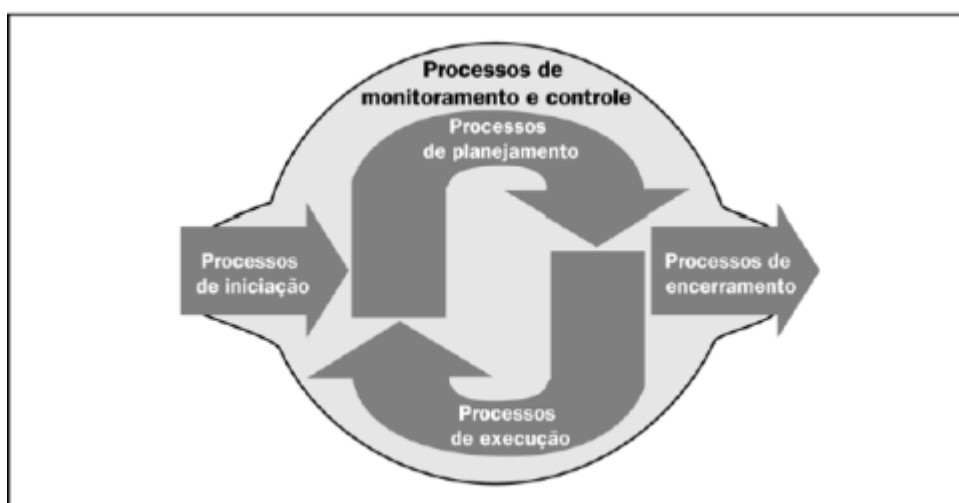 Processos de
monitoramento e controle
Processos
de planejamento
Processos
de iniciação
Processos de
encerramento
Processos
de execução